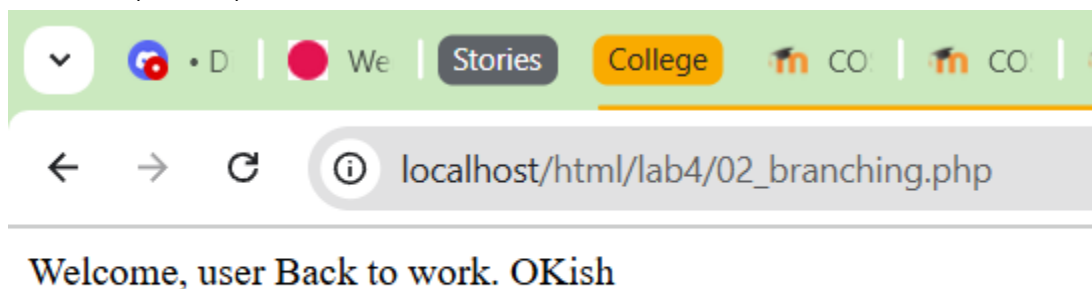 • D We Stories College CO: CO:
localhost/html/lab4/02_branching.php
Welcome, user Back to work. OKish